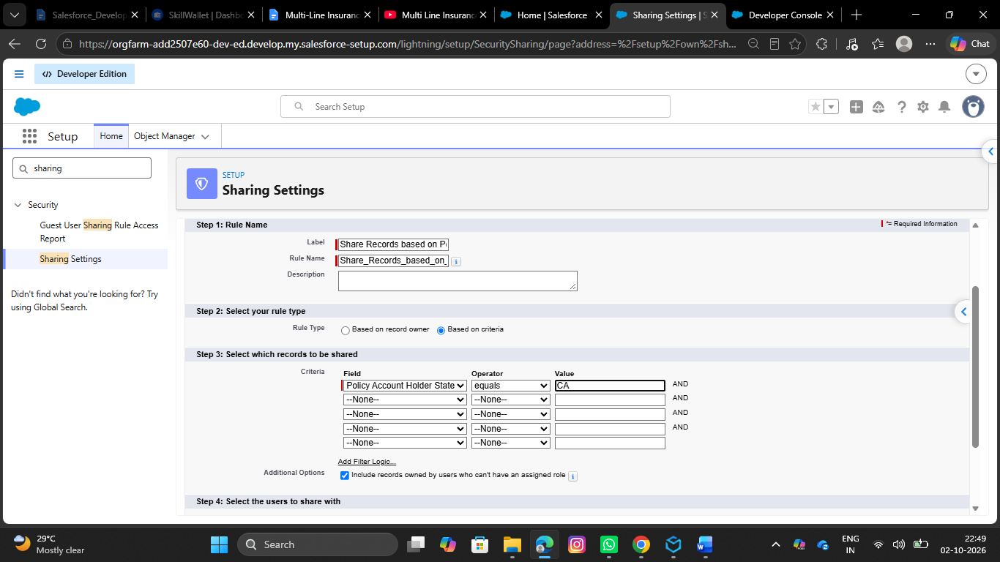 Salesforce_Develop
SkillWallet | Dashbo
Multi-Line Insuranc
Multi Line Insuranc
Home | Salesforce
Sharing Settings | S
Developer Console
https://orgfarm-add2507e60-dev-ed.develop.my.salesforce-setup.com/lightning/setup/SecuritySharing/page?address=%2Fsetup%2Fown%2Fsh...
Chat
Developer Edition
Search Setup
Setup
Home
Object Manager
sharing
Security
Guest User Sharing Rule Access
Report
Sharing Settings
Didn't find what you're looking for? Try
using Global Search.
SETUP
Sharing Settings
Step 1: Rule Name
*= Required Information
Label
Share Records based on P
Rule Name
Share_Records_based_on_
Description
Step 2: Select your rule type
Rule Type
Based on record owner
Based on criteria
Step 3: Select which records to be shared
Criteria
Field Operator Value
Policy Account Holder State equals CA AND
--None-- --None-- AND
--None-- --None-- AND
--None-- --None-- AND
--None-- --None--
Add Filter Logic...
Additional Options
Include records owned by users who can't have an assigned role
Step 4: Select the users to share with
29°C
Mostly clear
Search
ENG
IN
22:49
02-10-2026